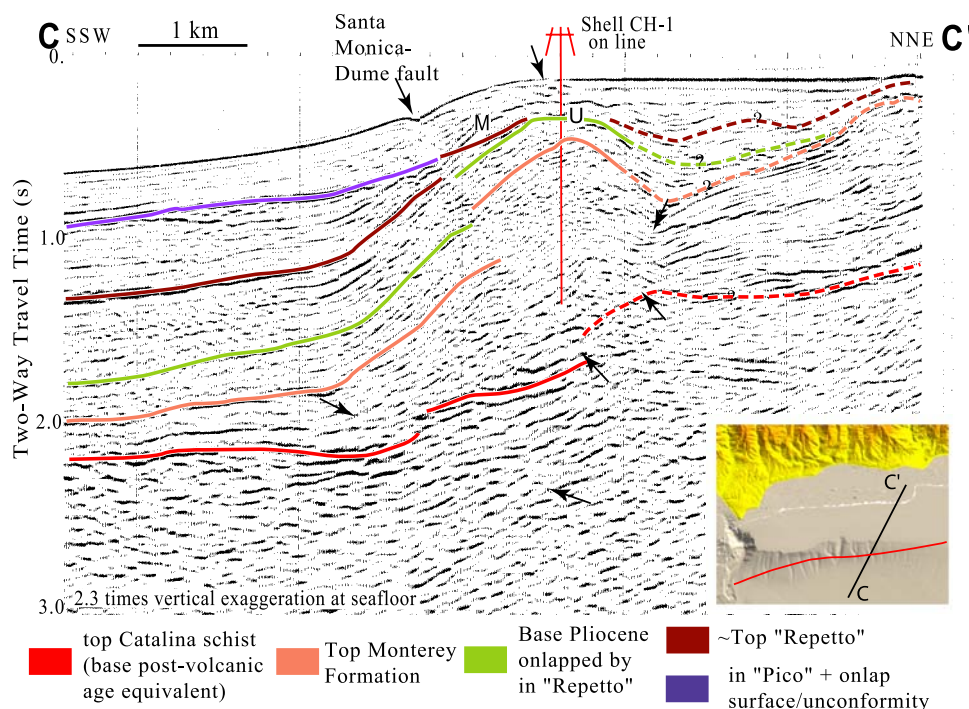 C SSW
1 km
Santa
Monica-
Dume fault
Shell CH-1
on line
NNE C'
0.
M
U
?
?
?
1.0
?
2.0
3.0
Two-Way Travel Time (s)
2.3 times vertical exaggeration at seafloor
C'
C
top Catalina schist
(base post-volcanic
age equivalent)
Top Monterey
Formation
Base Pliocene
onlapped by
in "Repetto"
~Top "Repetto"
in "Pico" + onlap
surface/unconformity